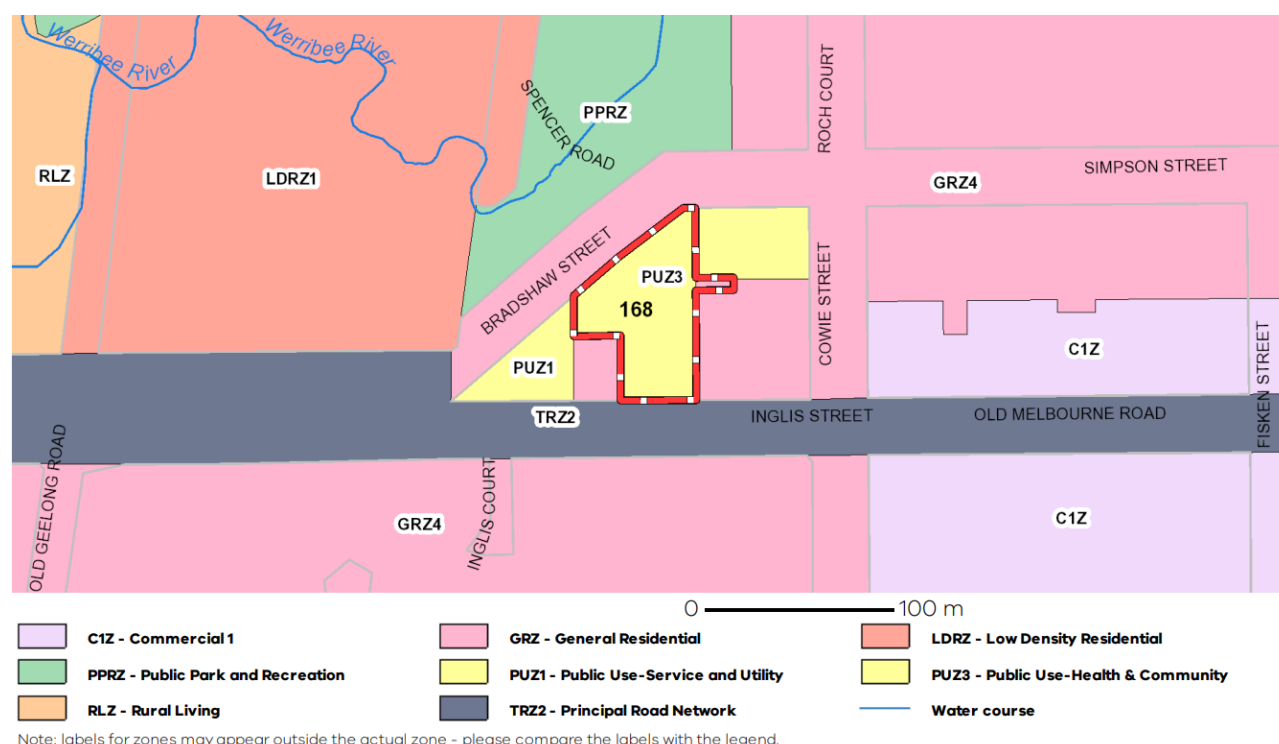 Werribee River
Werribee River
SPENCER ROAD
PPRZ
ROCH COURT
RLZ
LDRZ1
GRZ4
SIMPSON STREET
BRADSHAW STREET
PUZ3
168
COWIE STREET
PUZ1
C1Z
FISKEN STREET
TRZ2
INGLIS STREET
OLD MELBOURNE ROAD
OLD GEELONG ROAD
GRZ4
INGLIS COURT
C1Z
0 100 m
C1Z - Commercial 1
GRZ - General Residential
LDRZ - Low Density Residential
PPRZ - Public Park and Recreation
PUZ1 - Public Use-Service and Utility
PUZ3 - Public Use-Health & Community
RLZ - Rural Living
TRZ2 - Principal Road Network
Water course
Note: labels for zones may appear outside the actual zone - please compare the labels with the legend.